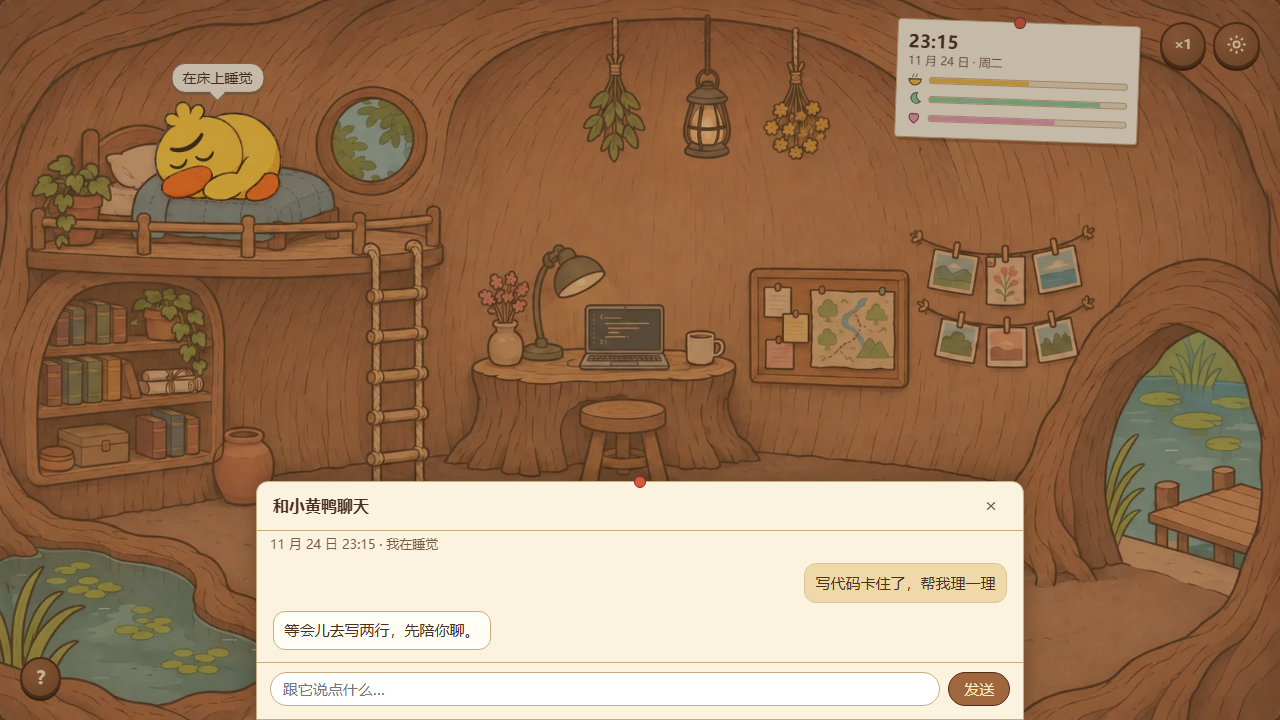 在床上睡觉
23:15
11 月 24 日 · 周二
×1
和小黄鸭聊天
×
11 月 24 日 23:15 · 我在睡觉
写代码卡住了，帮我理一理
等会儿去写两行，先陪你聊。
跟它说点什么...
发送
?